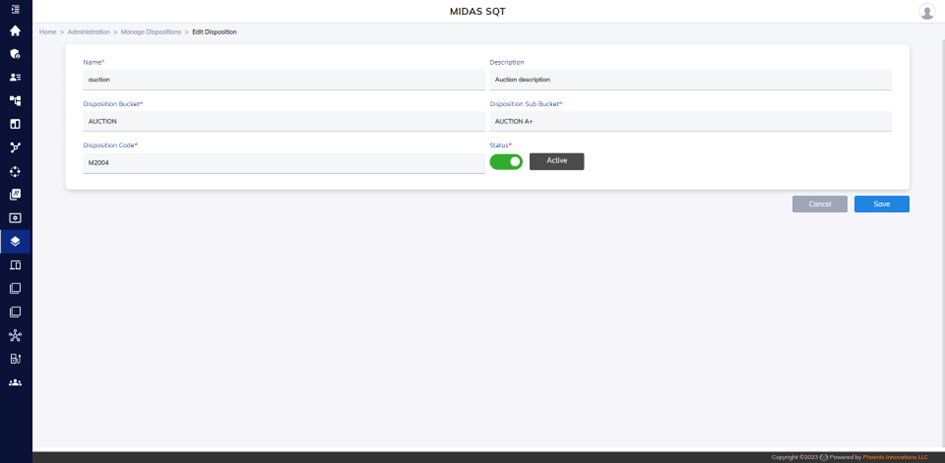 MIDAS SQT
Home > Administration > Manage Dispositions > Edit Disposition
Name* Description
auction Auction description
Disposition Bucket* Disposition Sub Bucket*
AUCTION AUCTION A+
Disposition Code* Status*
M2004 Active
Cancel Save
Copyright ©2023 Powered by Phoenix Innovations LLC